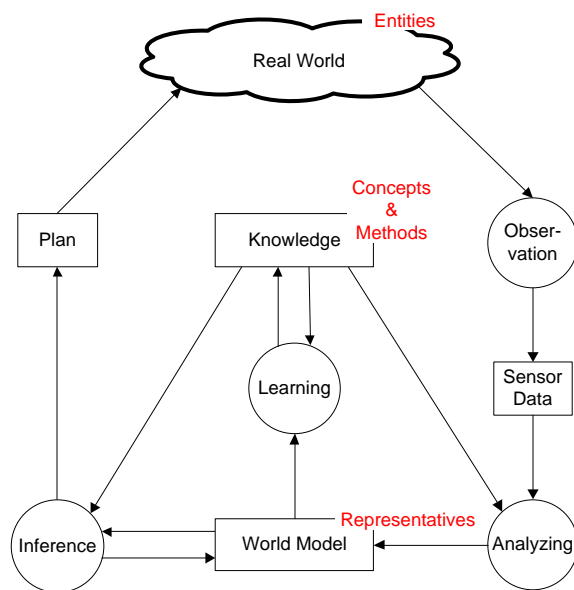 Entities
Real World
Concepts
&
Methods
Plan
Knowledge
Obser-
vation
Learning
Sensor
Data
Representatives
Inference
World Model
Analyzing